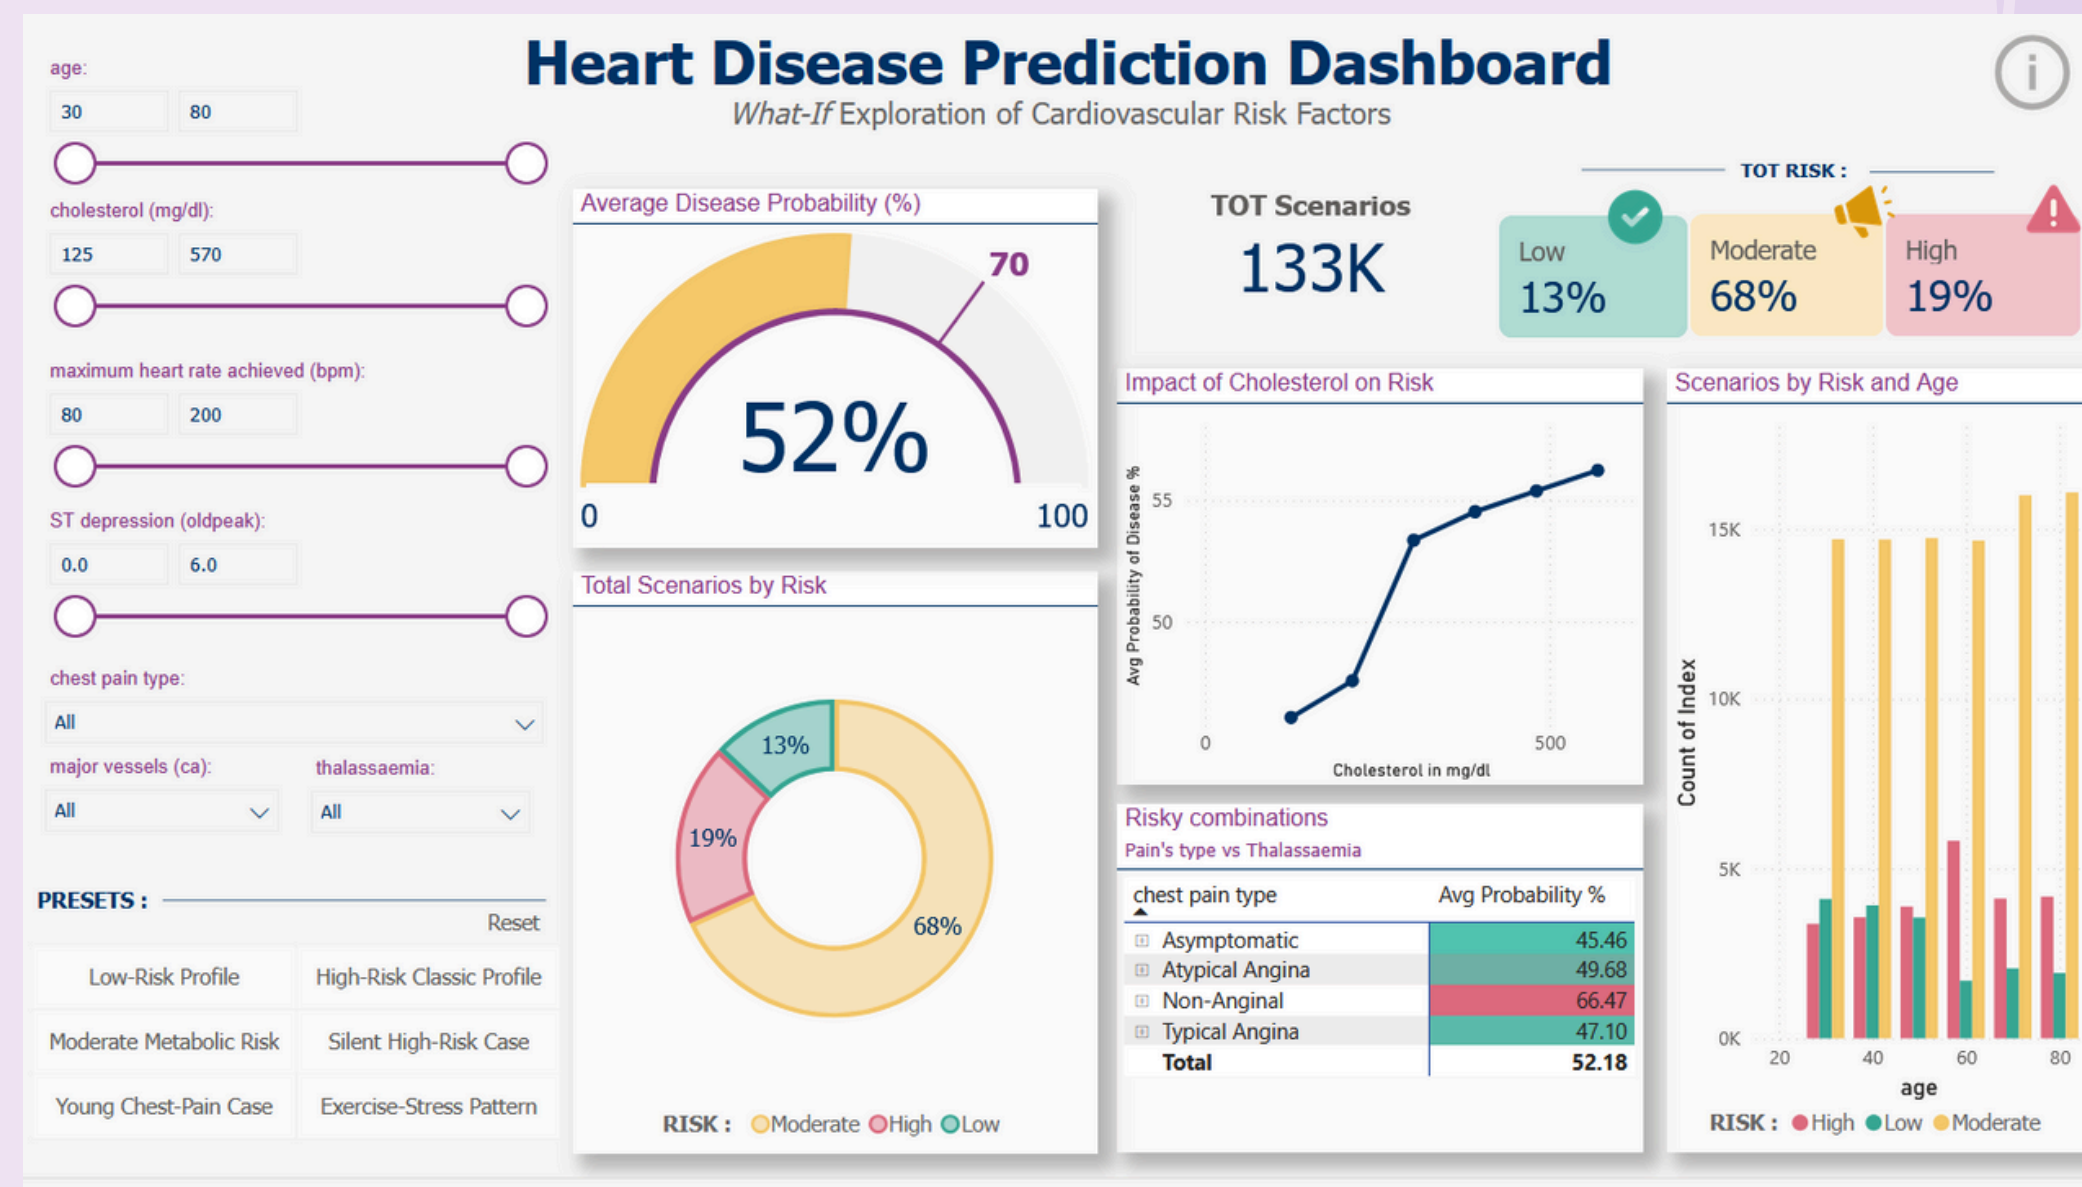 Heart Disease Prediction Dashboard
What-If Exploration of Cardiovascular Risk Factors
i
age:
30 80
cholesterol (mg/dl):
125 570
maximum heart rate achieved (bpm):
80 200
ST depression (oldpeak):
0.0 6.0
chest pain type:
All
major vessels (ca): thalassaemia:
All All
PRESETS :
Reset
Low-Risk Profile High-Risk Classic Profile
Moderate Metabolic Risk Silent High-Risk Case
Young Chest-Pain Case Exercise-Stress Pattern
Average Disease Probability (%)
70
52%
0 100
Total Scenarios by Risk
13%
19%
68%
RISK : Moderate High Low
TOT Scenarios
133K
TOT RISK :
Low
13%
Moderate
68%
High
19%
Impact of Cholesterol on Risk
Avg Probability of Disease %
55
50
0 500
Cholesterol in mg/dl
Risky combinations
Pain's type vs Thalassaemia
chest pain type Avg Probability %
Asymptomatic 45.46
Atypical Angina 49.68
Non-Anginal 66.47
Typical Angina 47.10
Total 52.18
Scenarios by Risk and Age
Count of Index
15K
10K
5K
0K
20 40 60 80
age
RISK : High Low Moderate